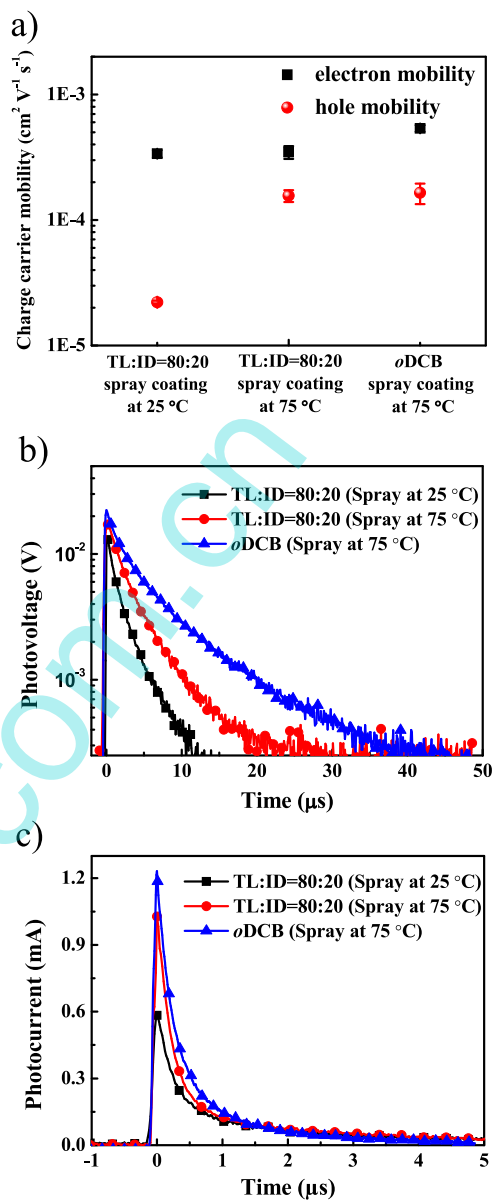 a)
Charge carrier mobility (cm² V⁻¹ s⁻¹)
1E-3
1E-4
1E-5
electron mobility
hole mobility
TL:ID=80:20
spray coating
at 25 °C
TL:ID=80:20
spray coating
at 75 °C
oDCB
spray coating
at 75 °C
b)
Photovoltage (V)
10⁻²
10⁻³
TL:ID=80:20 (Spray at 25 °C)
TL:ID=80:20 (Spray at 75 °C)
oDCB (Spray at 75 °C)
0 10 20 30 40 50
Time (μs)
c)
Photocurrent (mA)
1.2
0.9
0.6
0.3
0.0
TL:ID=80:20 (Spray at 25 °C)
TL:ID=80:20 (Spray at 75 °C)
oDCB (Spray at 75 °C)
-1 0 1 2 3 4 5
Time (μs)
com.cn